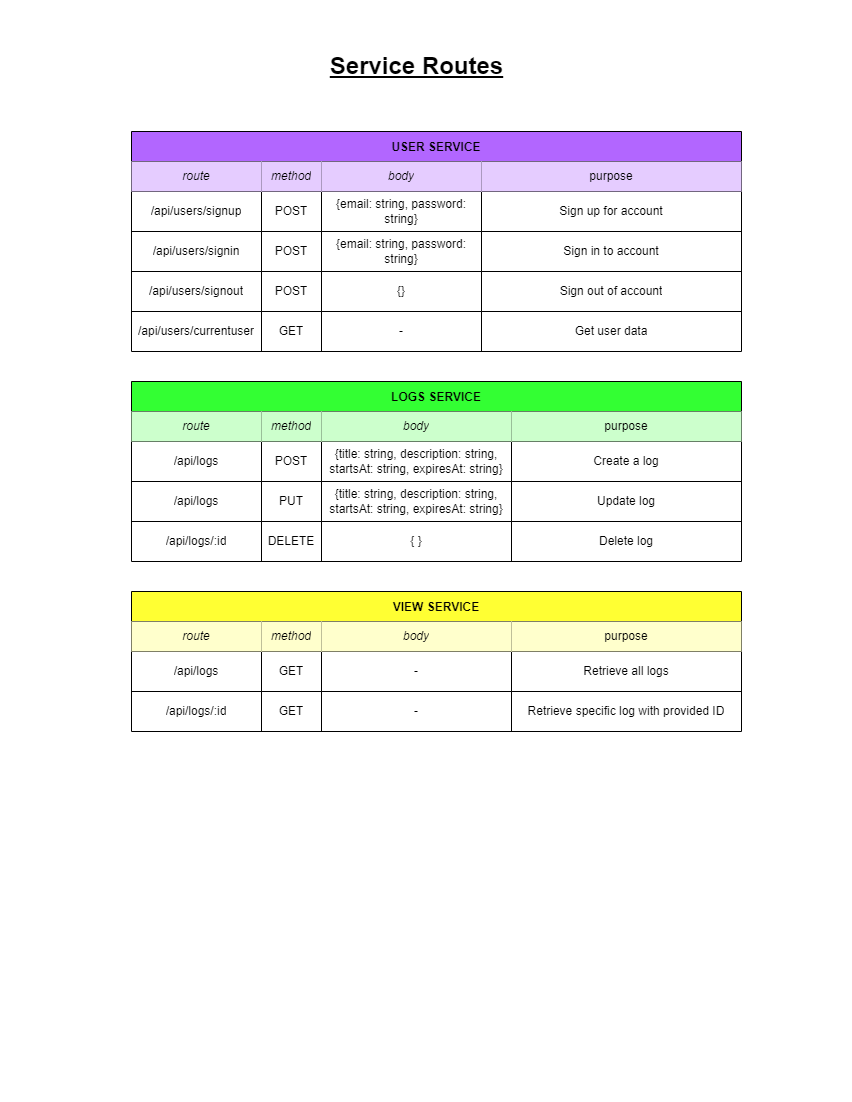 Service Routes
USER SERVICE
route method body purpose
/api/users/signup POST {email: string, password: string} Sign up for account
/api/users/signin POST {email: string, password: string} Sign in to account
/api/users/signout POST {} Sign out of account
/api/users/currentuser GET - Get user data
LOGS SERVICE
route method body purpose
/api/logs POST {title: string, description: string, startsAt: string, expiresAt: string} Create a log
/api/logs PUT {title: string, description: string, startsAt: string, expiresAt: string} Update log
/api/logs/:id DELETE { } Delete log
VIEW SERVICE
route method body purpose
/api/logs GET - Retrieve all logs
/api/logs/:id GET - Retrieve specific log with provided ID